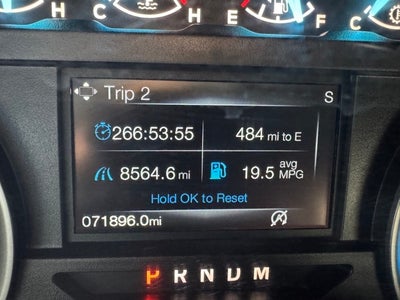 H C H E F C
Trip 2 S
266:53:55 484 mi to E
8564.6 mi 19.5 avg MPG
Hold OK to Reset
071896.0mi
P R N D M